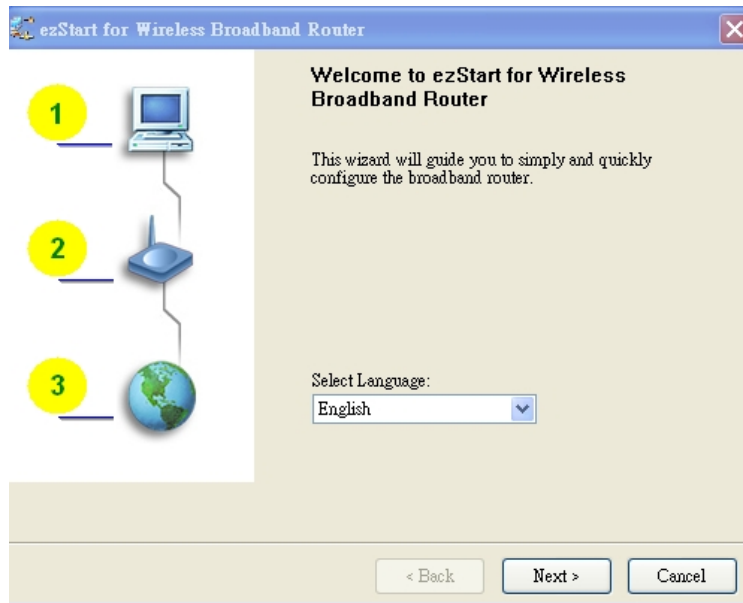 ezStart for Wireless Broadband Router
1
2
3
Welcome to ezStart for Wireless
Broadband Router
This wizard will guide you to simply and quickly
configure the broadband router.
Select Language:
English
< Back
Next >
Cancel